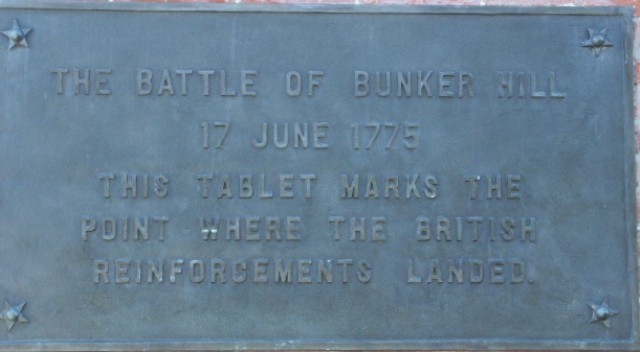 THE BATTLE OF BUNKER HILL
17 JUNE 1775
THIS TABLET MARKS THE
POINT WHERE THE BRITISH
REINFORCEMENTS LANDED.